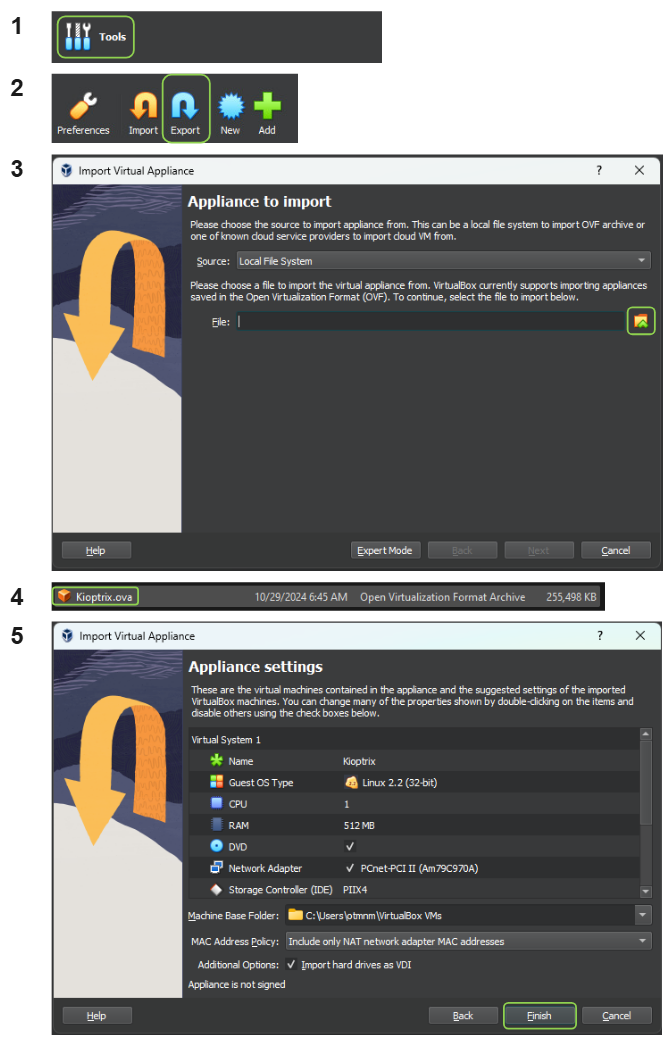 1
Tools
2
Preferences Import Export New Add
3
Import Virtual Appliance ?
Appliance to import
Please choose the source to import appliance from. This can be a local file system to import OVF archive or
one of known cloud service providers to import cloud VM from.
Source: Local File System
Please choose a file to import the virtual appliance from. VirtualBox currently supports importing appliances
saved in the Open Virtualization Format (OVF). To continue, select the file to import below.
File:
Help Expert Mode Back Next Cancel
4
Kioptrix.ova 10/29/2024 6:45 AM Open Virtualization Format Archive 255,498 KB
5
Import Virtual Appliance ?
Appliance settings
These are the virtual machines contained in the appliance and the suggested settings of the imported
VirtualBox machines. You can change many of the properties shown by double-clicking on the items and
disable others using the check boxes below.
Virtual System 1
Name Kioptrix
Guest OS Type Linux 2.2 (32-bit)
CPU 1
RAM 512 MB
DVD ✓
Network Adapter ✓ PCnet-PCI II (Am79C970A)
Storage Controller (IDE) PIIX4
Machine Base Folder: C:\Users\ptmnm\VirtualBox VMs
MAC Address Policy: Include only NAT network adapter MAC addresses
Additional Options: ✓ Import hard drives as VDI
Appliance is not signed
Help Back Finish Cancel